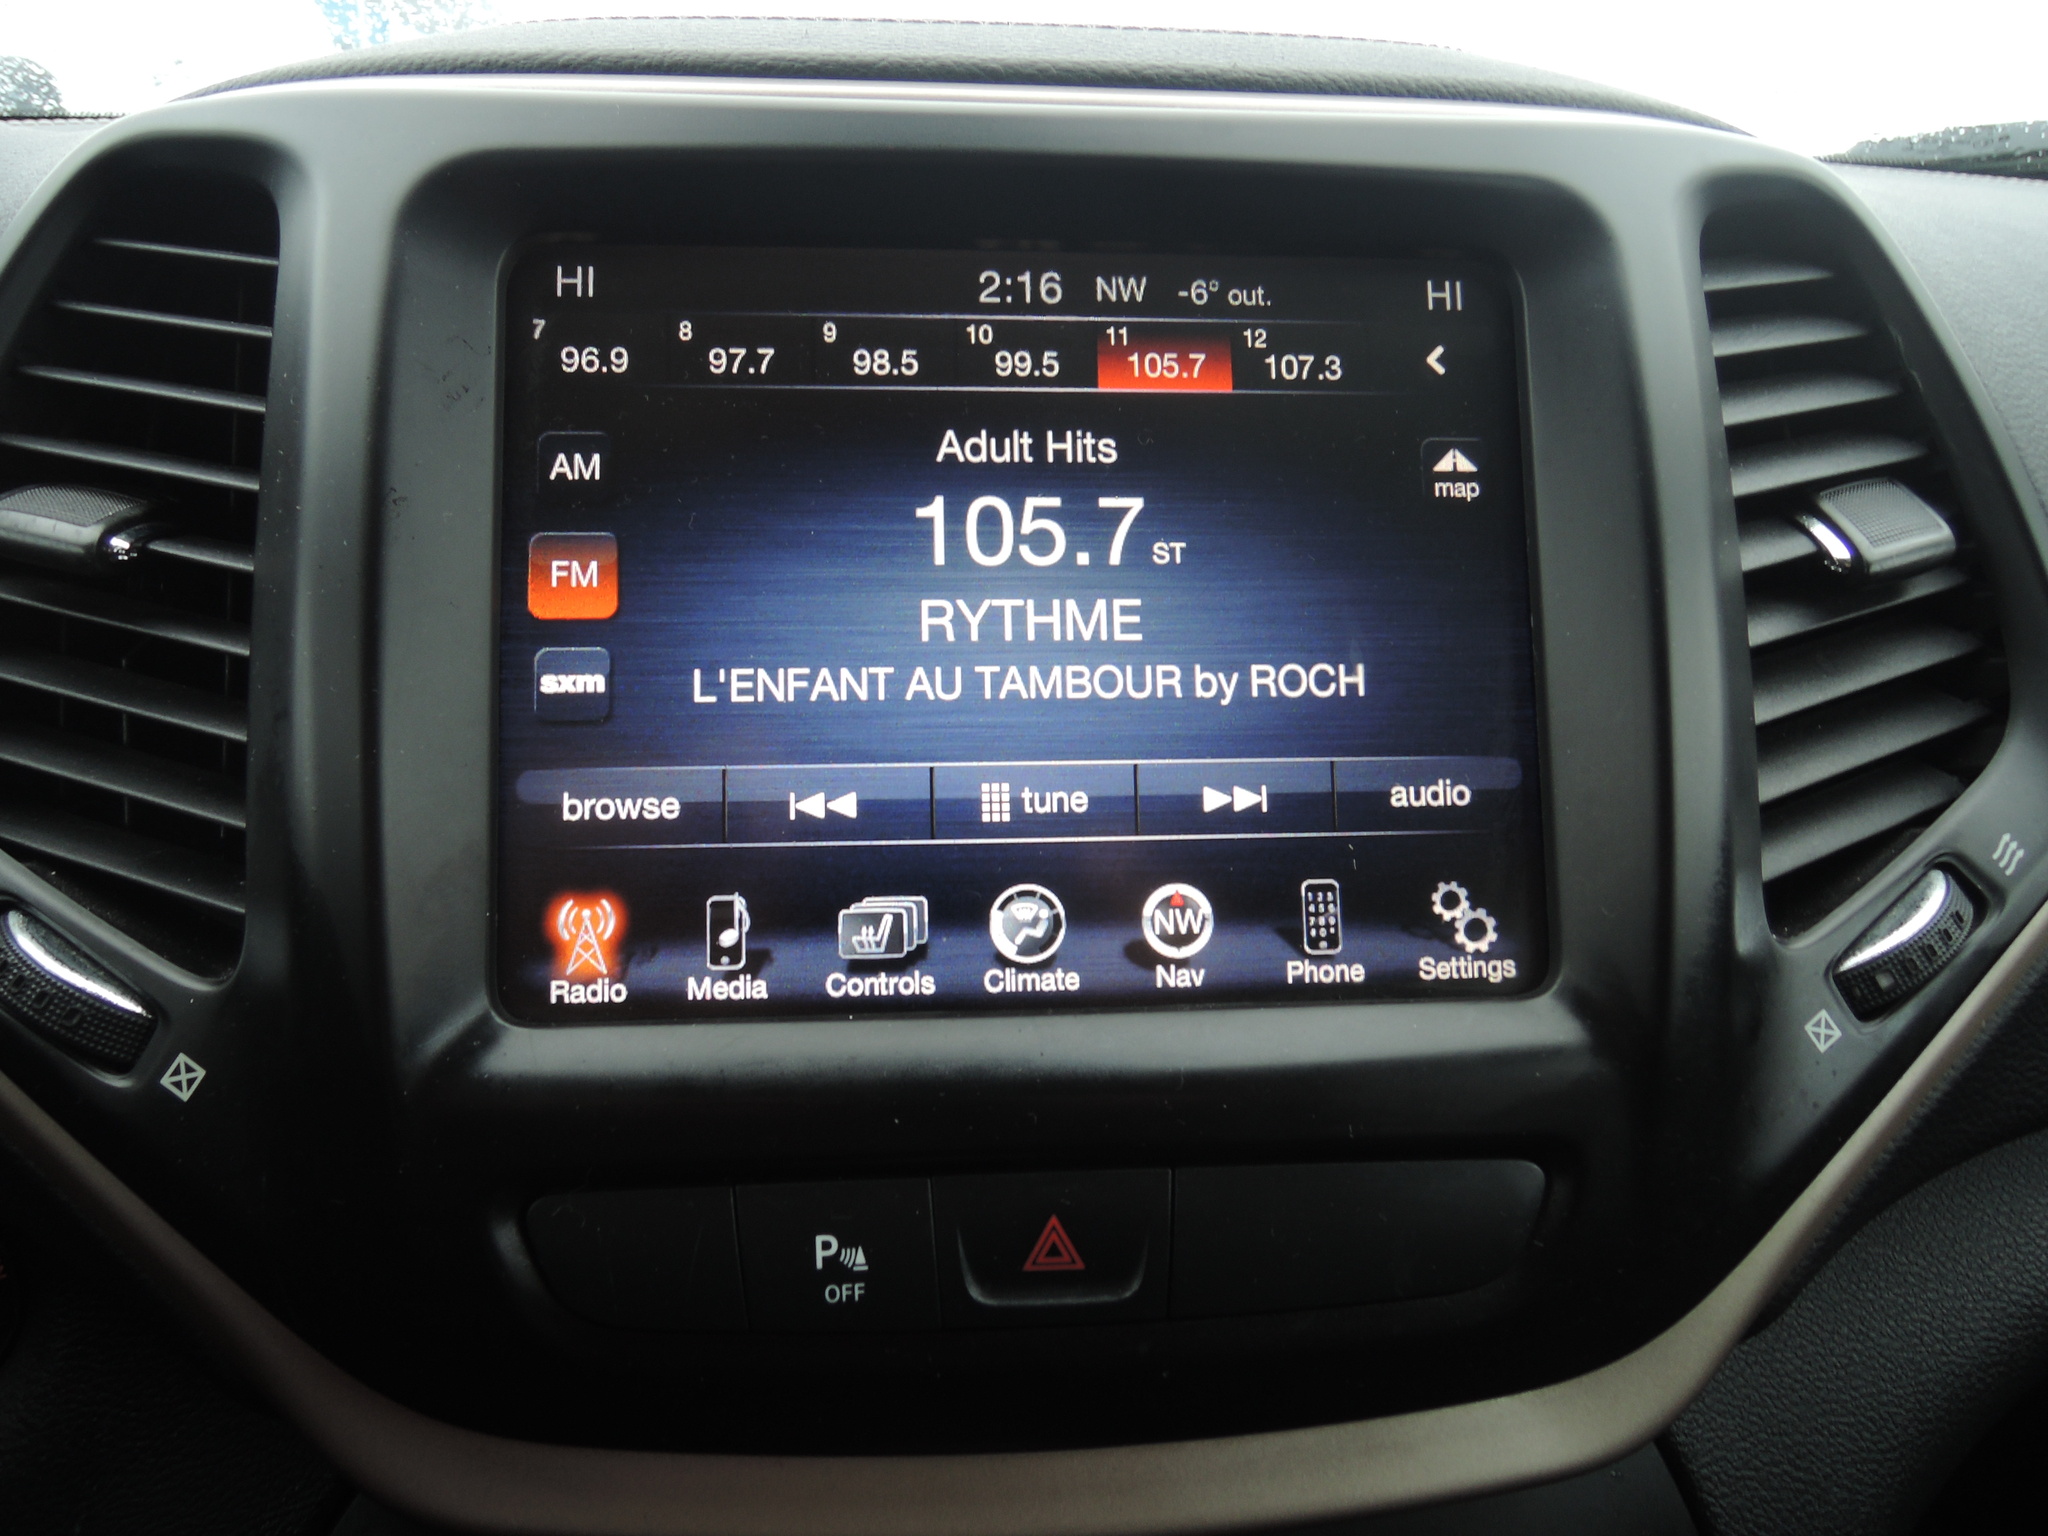 HI 2:16 NW -6° out. HI
7 96.9 8 97.7 9 98.5 10 99.5 11 105.7 12 107.3
Adult Hits
AM
map
105.7 ST
FM
RYTHME
sxm
L'ENFANT AU TAMBOUR by ROCH
browse tune audio
NW
Radio Media Controls Climate Nav Phone Settings
P
OFF